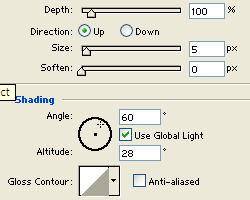 Depth: 100 %
Direction: Up Down
Size: 5 px
Soften: 0 px
ct
Shading
Angle: 60 °
Use Global Light
Altitude: 28 °
Gloss Contour: Anti-aliased